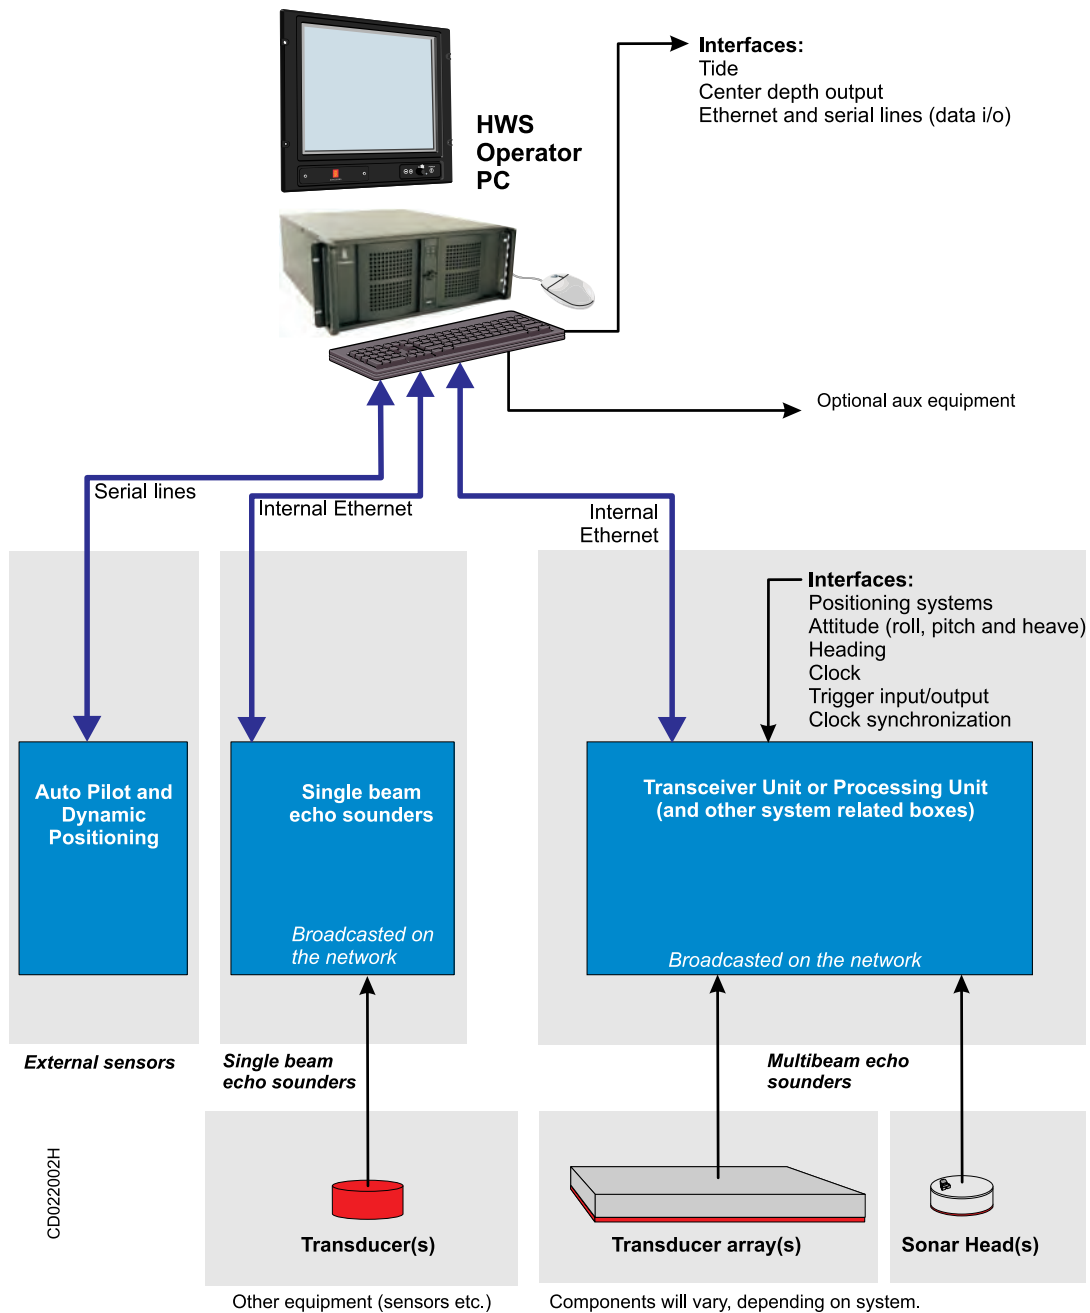 Interfaces:
Tide
Center depth output
Ethernet and serial lines (data i/o)
HWS
Operator
PC
Optional aux equipment
Serial lines
Internal Ethernet
Internal
Ethernet
Interfaces:
Positioning systems
Attitude (roll, pitch and heave)
Heading
Clock
Trigger input/output
Clock synchronization
Auto Pilot and
Dynamic
Positioning
Single beam
echo sounders
Broadcasted on
the network
Transceiver Unit or Processing Unit
(and other system related boxes)
Broadcasted on the network
External sensors
Single beam
echo sounders
Multibeam echo
sounders
CD022002H
Transducer(s)
Transducer array(s)
Sonar Head(s)
Other equipment (sensors etc.)
Components will vary, depending on system.